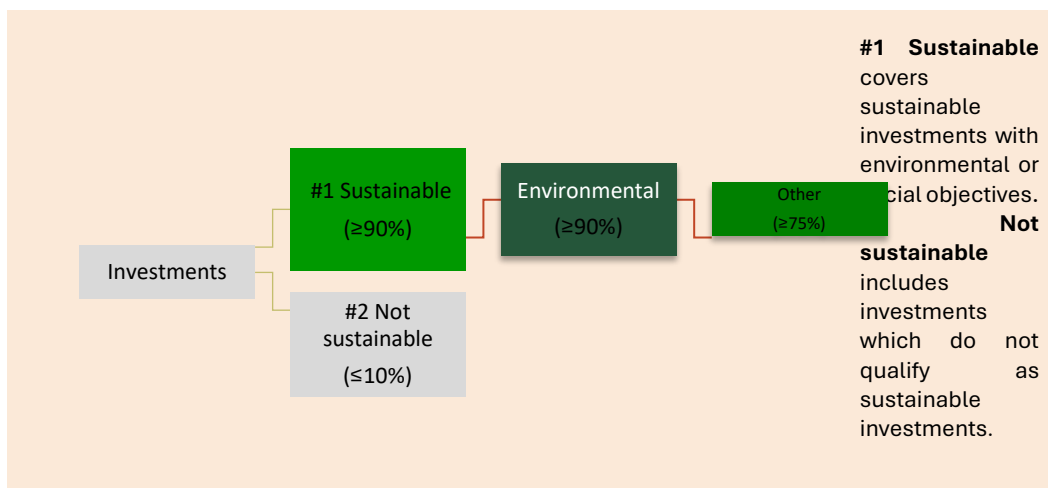 Investments
#1 Sustainable
(≥90%)
#2 Not
sustainable
(≤10%)
Environmental
(≥90%)
Other
(≥75%)
#1 Sustainable
covers
sustainable
investments with
environmental or
objectives.
Not
sustainable
includes
investments
which do not
qualify as
sustainable
investments.